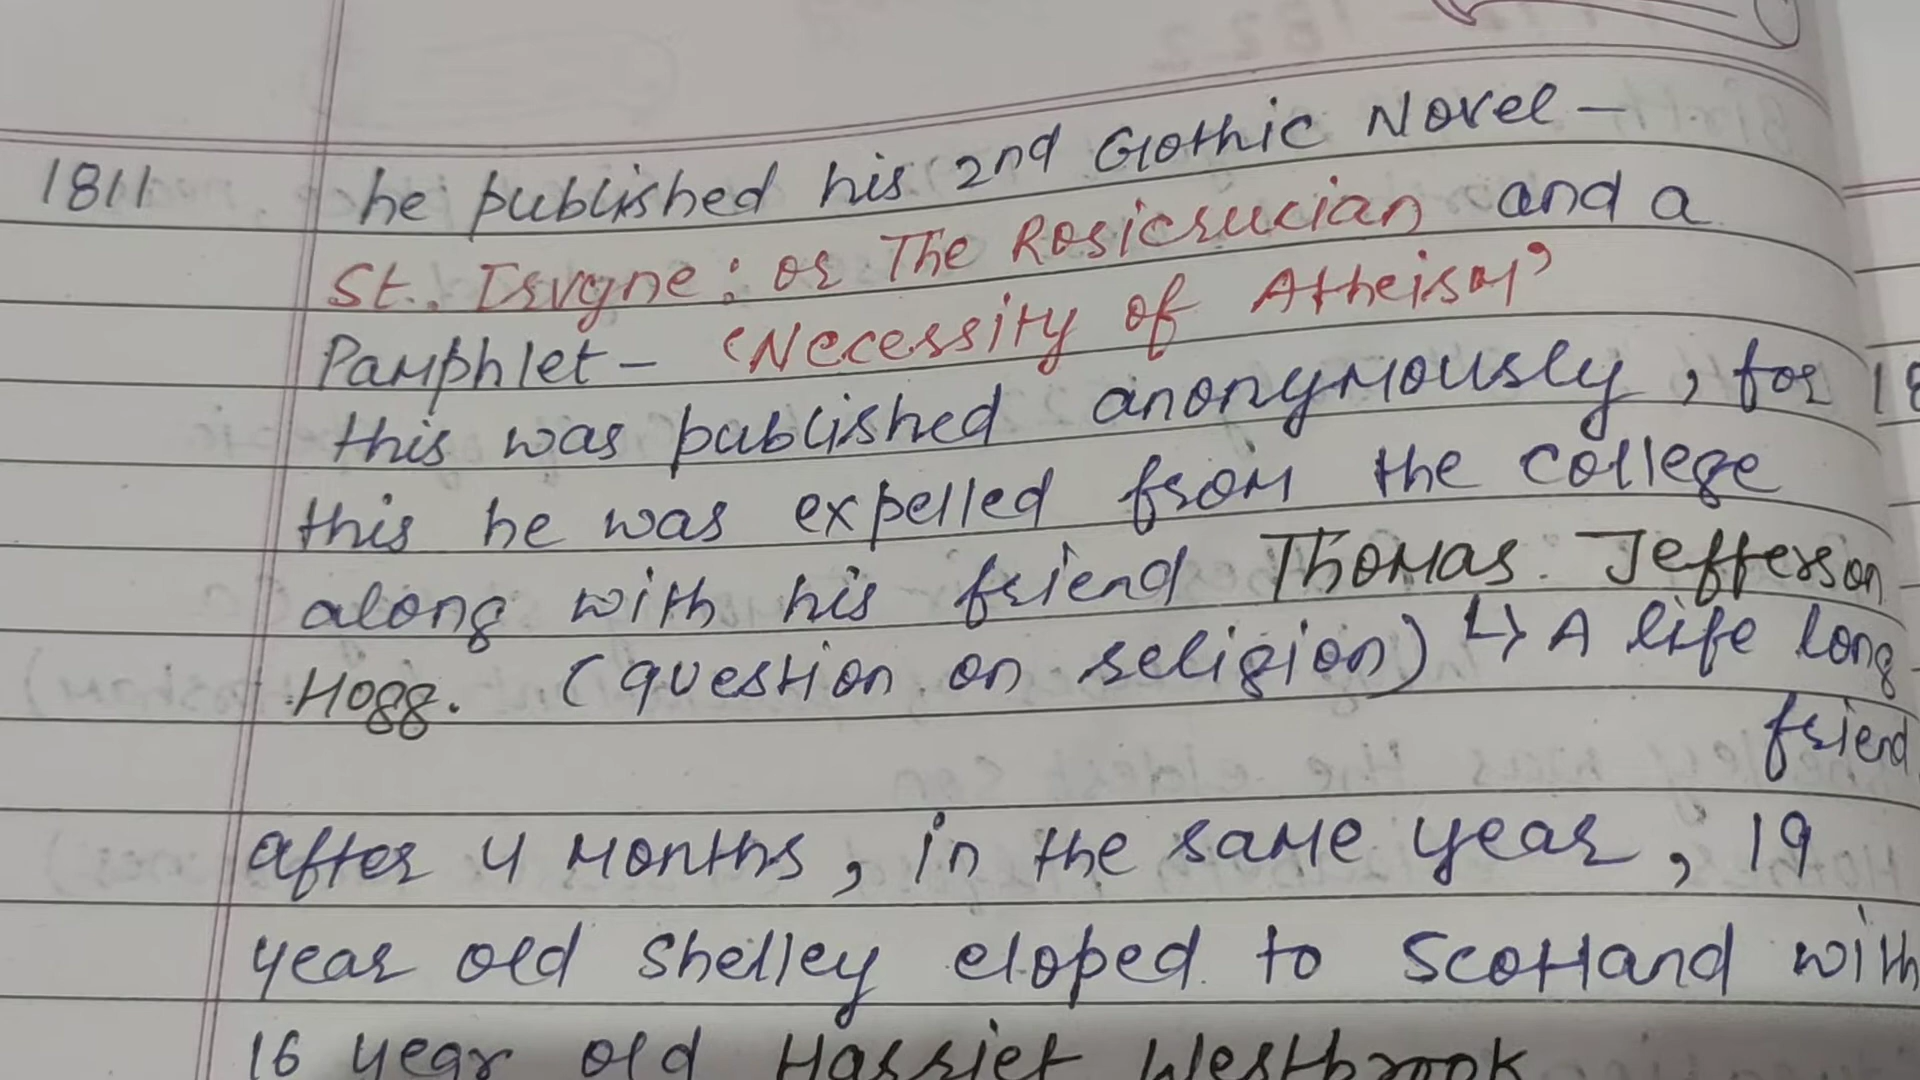 1811 he published his 2nd Gothic Novel -
St. Irvyne: or The Rosicrucian and a
Pamphlet - 'Necessity of Atheism'
this was published anonymously, for
this he was expelled from the college
along with his friend Thomas Jefferson
Hogg. (question on religion) ↳ A life long
friend
after 4 months, in the same year, 19
year old Shelley eloped to Scotland with
16 year old Harriet Westbrook